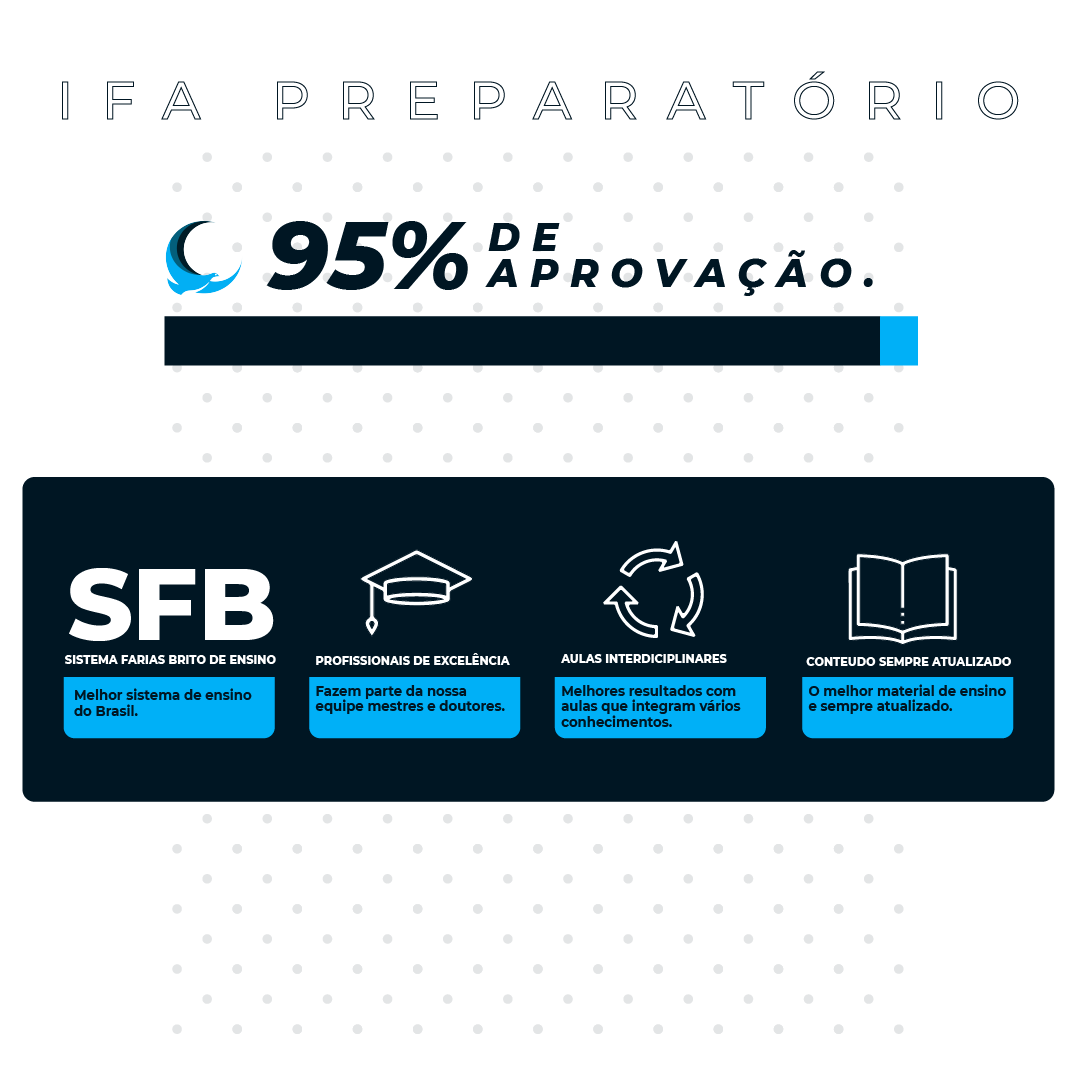 IFA PREPARATÓRIO
95% DE
APROVAÇÃO.
SFB
SISTEMA FARIAS BRITO DE ENSINO
Melhor sistema de ensino
do Brasil.
PROFISSIONAIS DE EXCELÊNCIA
Fazem parte da nossa
equipe mestres e doutores.
AULAS INTERDICIPLINARES
Melhores resultados com
aulas que integram vários
conhecimentos.
CONTEUDO SEMPRE ATUALIZADO
O melhor material de ensino
e sempre atualizado.